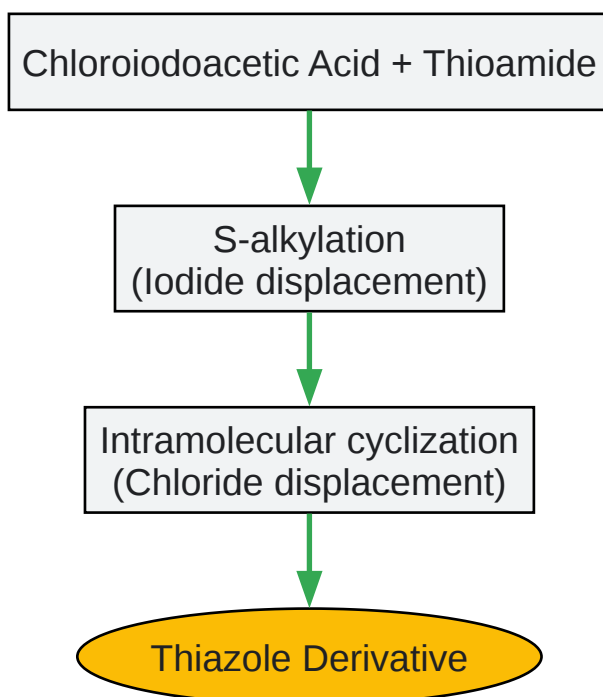 Chloroiodoacetic Acid + Thioamide
S-alkylation
(Iodide displacement)
Intramolecular cyclization
(Chloride displacement)
Thiazole Derivative